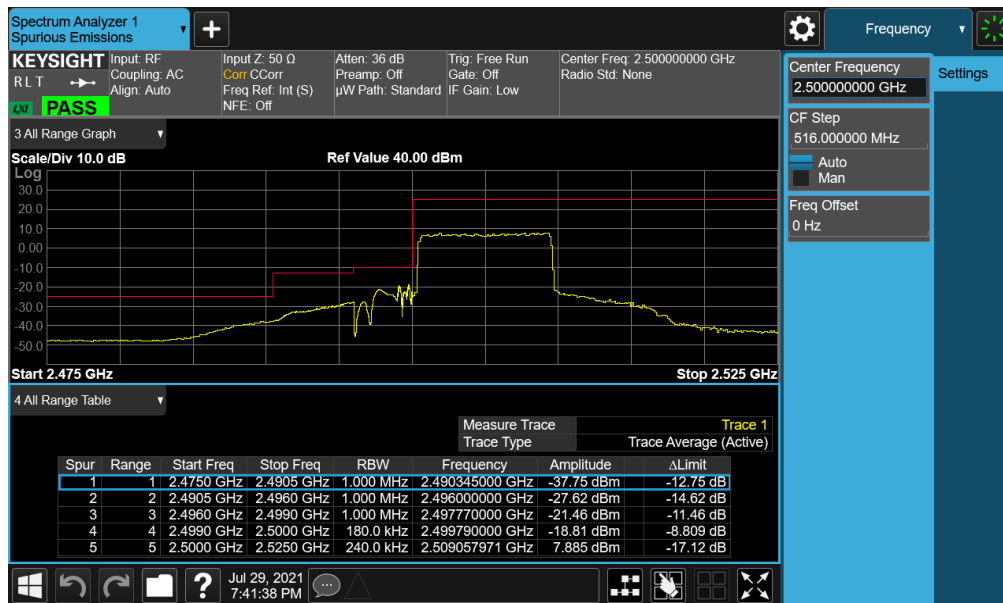 Spectrum Analyzer 1
Spurious Emissions
+
Frequency
KEYSIGHT
R L T
LXI
PASS
Input: RF
Coupling: AC
Align: Auto
Input Z: 50 Ω
Corr CCorr
Freq Ref: Int (S)
NFE: Off
Atten: 36 dB
Preamp: Off
µW Path: Standard
Trig: Free Run
Gate: Off
IF Gain: Low
Center Freq: 2.500000000 GHz
Radio Std: None
Center Frequency
2.500000000 GHz
Settings
CF Step
516.000000 MHz
Auto
Man
Freq Offset
0 Hz
3 All Range Graph
Scale/Div 10.0 dB
Ref Value 40.00 dBm
Log
30.0
20.0
10.0
0.00
-10.0
-20.0
-30.0
-40.0
-50.0
Start 2.475 GHz
Stop 2.525 GHz
4 All Range Table
Measure Trace Trace 1
Trace Type Trace Average (Active)
Spur Range Start Freq Stop Freq RBW Frequency Amplitude ΔLimit
1 1 2.4750 GHz 2.4905 GHz 1.000 MHz 2.490345000 GHz -37.75 dBm -12.75 dB
2 2 2.4905 GHz 2.4960 GHz 1.000 MHz 2.496000000 GHz -27.62 dBm -14.62 dB
3 3 2.4960 GHz 2.4990 GHz 1.000 MHz 2.497770000 GHz -21.46 dBm -11.46 dB
4 4 2.4990 GHz 2.5000 GHz 180.0 kHz 2.499790000 GHz -18.81 dBm -8.809 dB
5 5 2.5000 GHz 2.5250 GHz 240.0 kHz 2.509057971 GHz 7.885 dBm -17.12 dB
?
Jul 29, 2021
7:41:38 PM